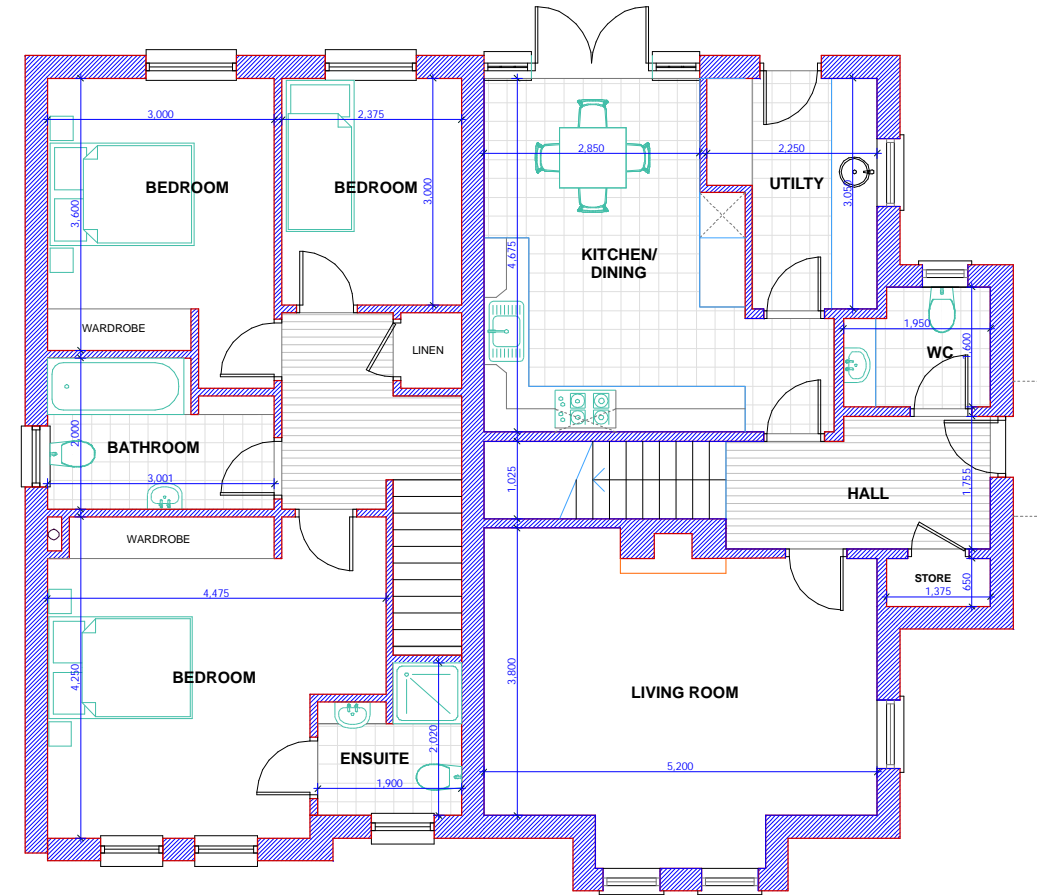 3,000
2,375
2,850
2,250
BEDROOM
BEDROOM
UTILTY
3,600
3,000
4,675
3,050
KITCHEN/
DINING
WARDROBE
LINEN
1,950
WC
BATHROOM
2,000
3,001
1,025
HALL
1,755
WARDROBE
STORE
1,375
650
4,475
4,250
BEDROOM
3,800
LIVING ROOM
2,020
ENSUITE
1,900
5,200